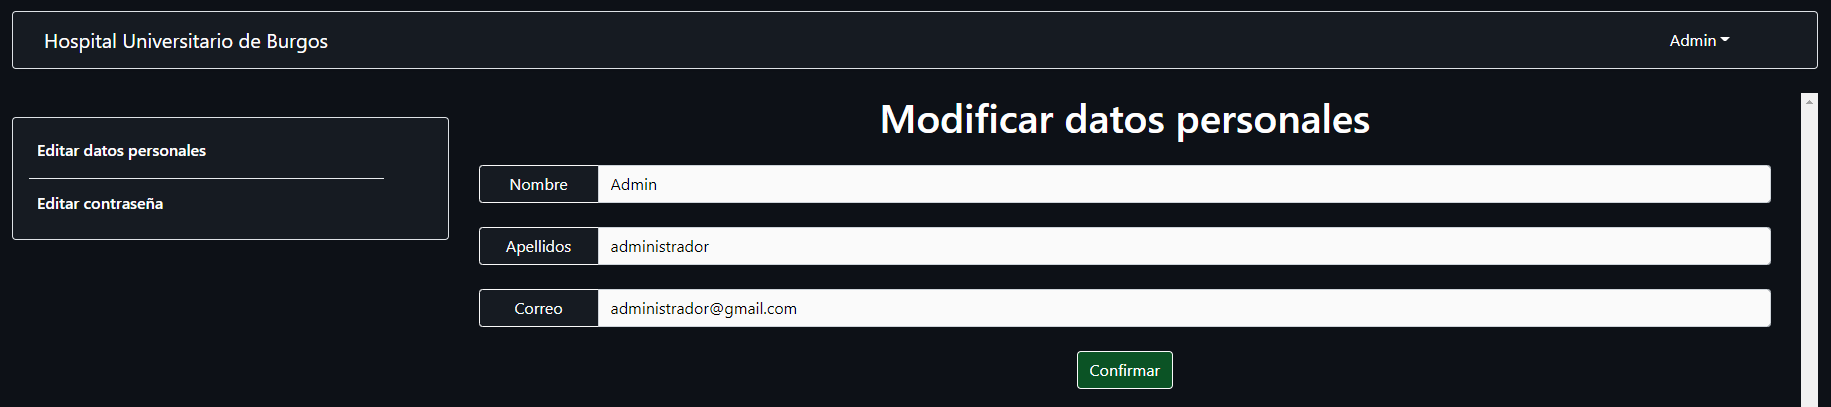 Hospital Universitario de Burgos
Admin
Editar datos personales
Editar contraseña
Modificar datos personales
Nombre Admin
Apellidos administrador
Correo administrador@gmail.com
Confirmar